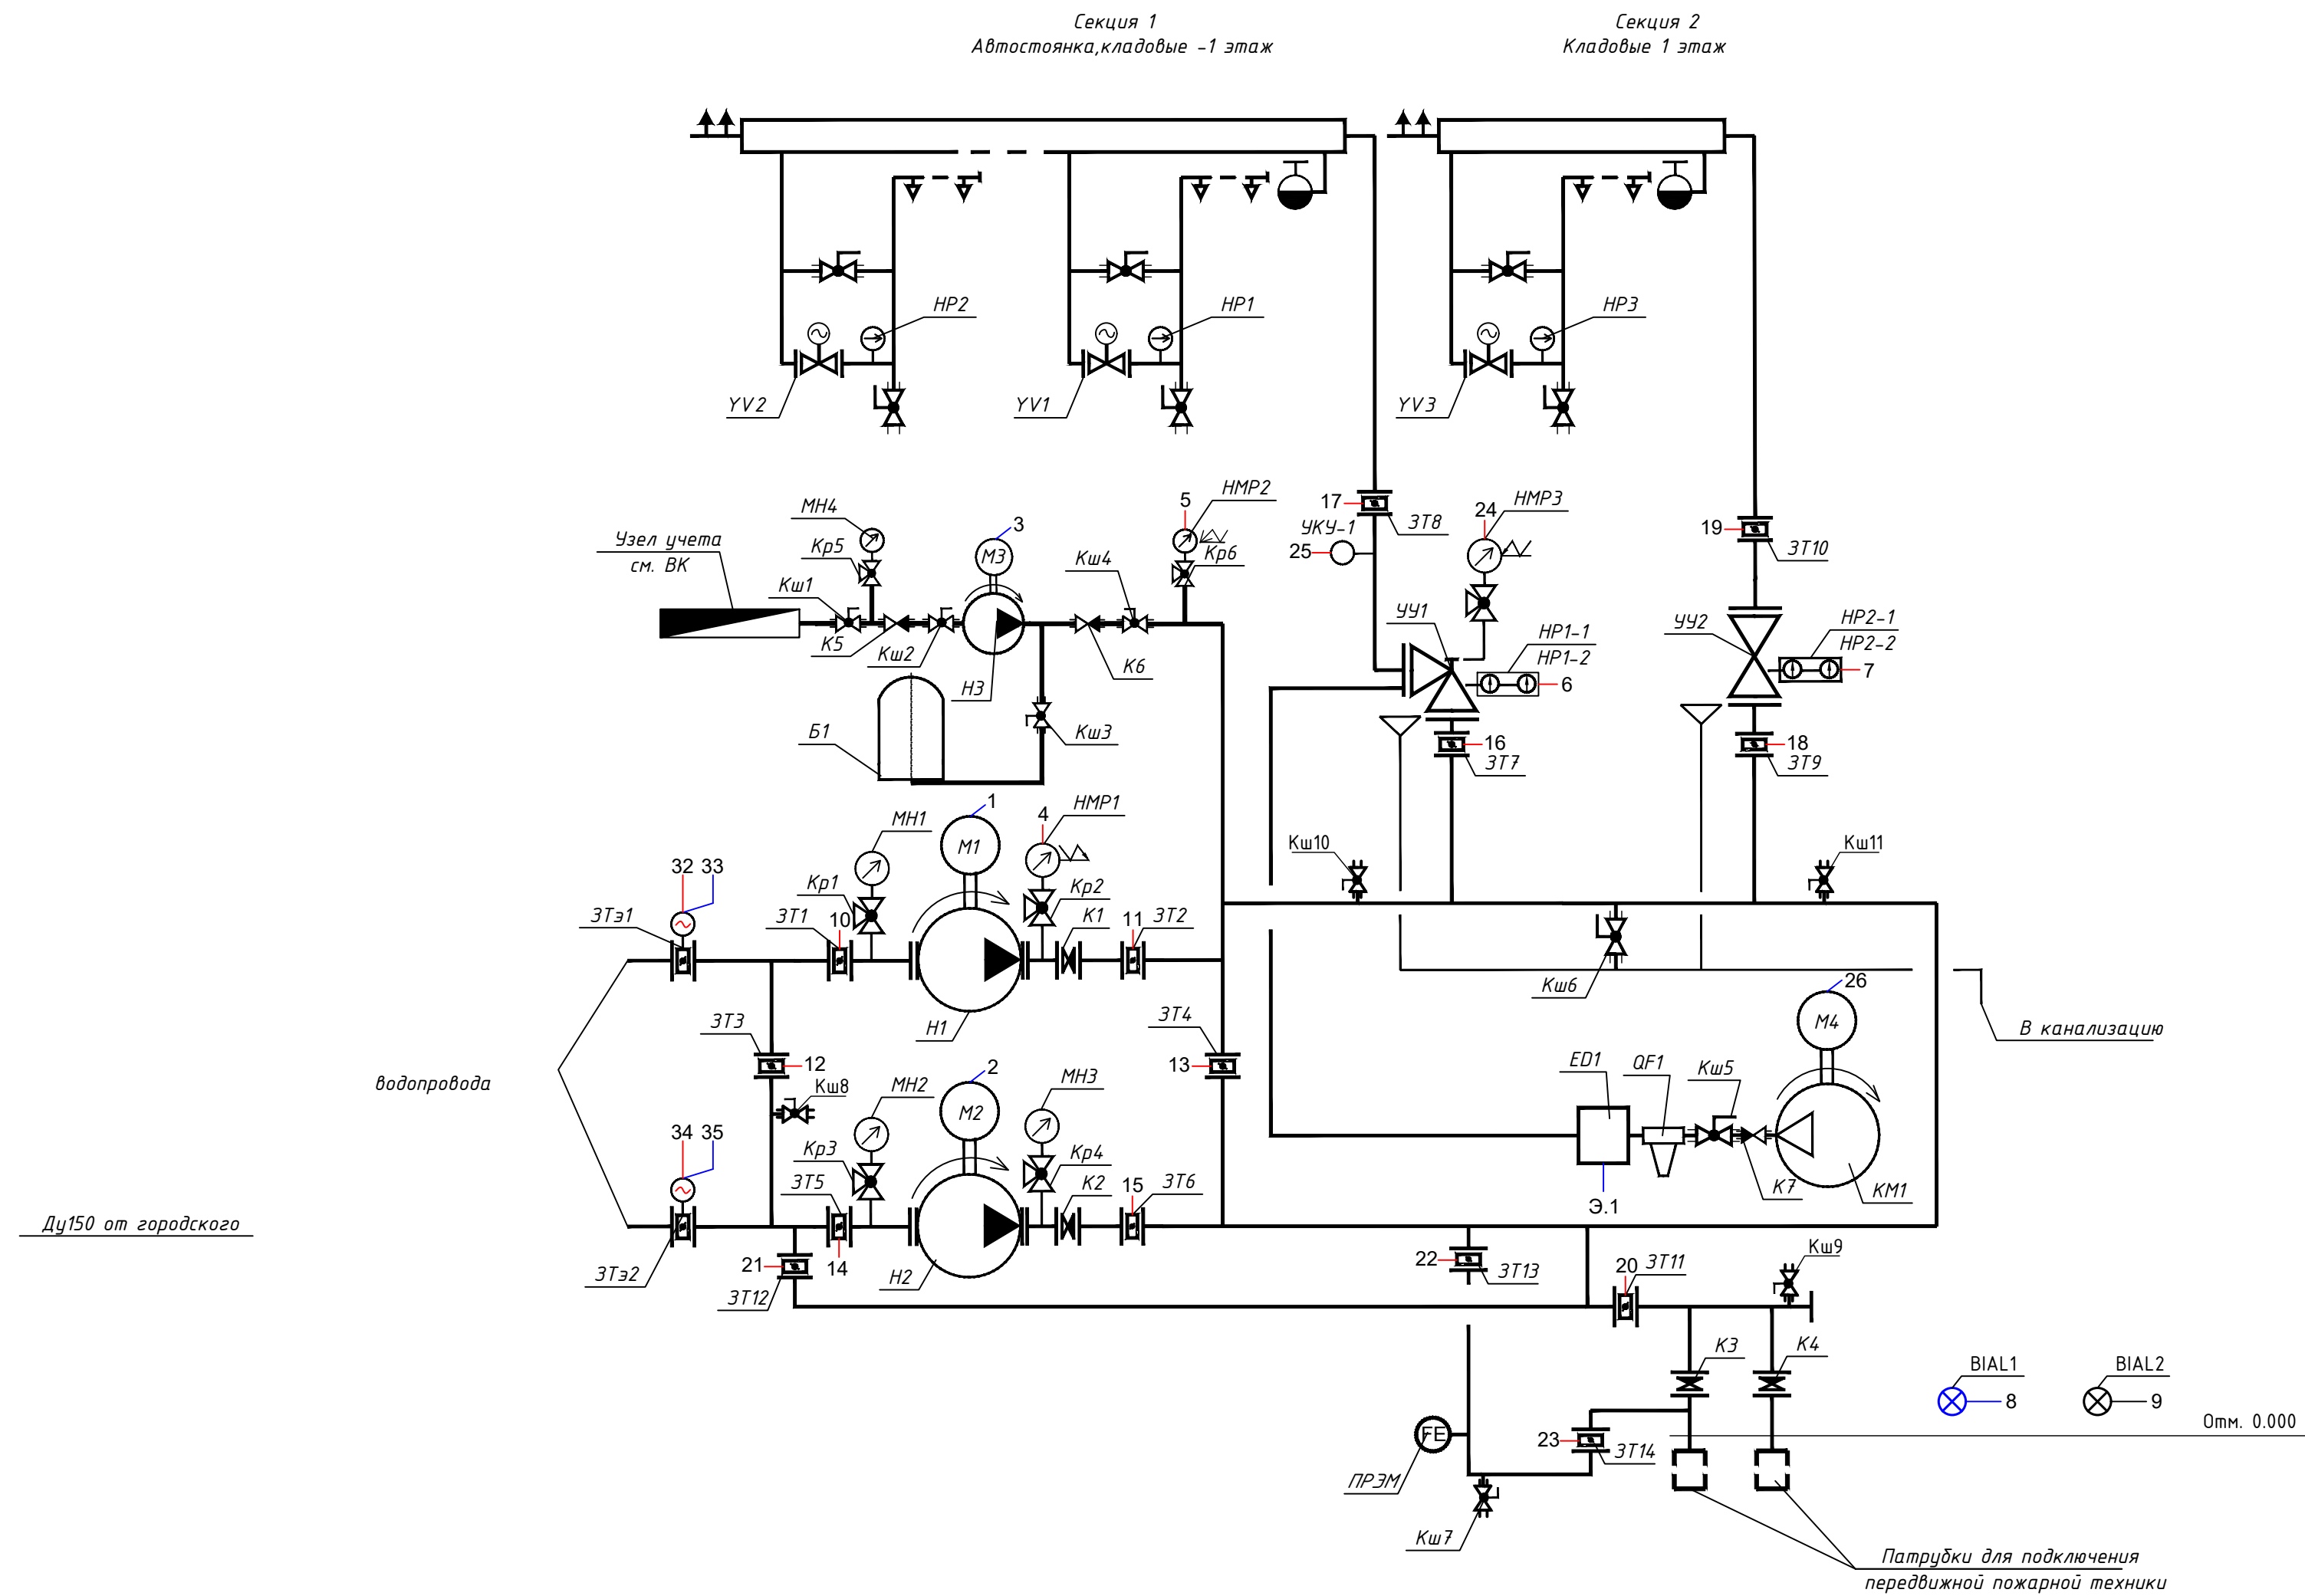 Секция 1
Автостоянка,кладовые -1 этаж
Секция 2
Кладовые 1 этаж
НР2
НР1
НР3
YV2
YV1
YV3
МН4
Кр5
3
М3
5
НМР2
Кр6
17
ЗТ8
УКУ-1
25
24
НМР3
19
ЗТ10
Узел учета
см. ВК
Кш1
К5
Кш2
Н3
Кш4
К6
УУ1
НР1-1
НР1-2
6
УУ2
НР2-1
НР2-2
7
Б1
Кш3
16
ЗТ7
18
ЗТ9
1
М1
МН1
4
НМР1
Кр1
Кр2
32 33
ЗТэ1
ЗТ1
10
К1
11
ЗТ2
Н1
Кш10
Кш11
Кш6
26
М4
В канализацию
ЗТ3
12
Кш8
ЗТ4
13
водопровода
2
М2
МН2
МН3
Кр3
Кр4
34 35
ЗТэ2
ЗТ5
14
К2
15
ЗТ6
Н2
ED1
QF1
Кш5
К7
КМ1
Э.1
Ду150 от городского
21
ЗТ12
22
ЗТ13
20
ЗТ11
Кш9
К3
К4
BIAL1
8
BIAL2
9
Отм. 0.000
FE
ПРЭМ
23
ЗТ14
Кш7
Патрубки для подключения
передвижной пожарной техники